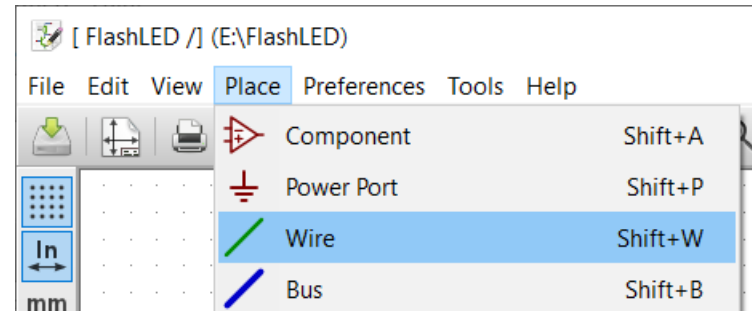 [ FlashLED /] (E:\FlashLED)
File Edit View Place Preferences Tools Help
Component Shift+A
Power Port Shift+P
In
Wire Shift+W
mm
Bus Shift+B